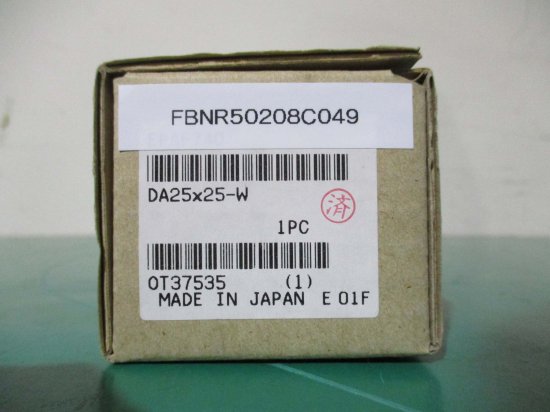 FBNR50208C049
DA25x25-W
済
1PC
OT37535 (1)
MADE IN JAPAN E 01F